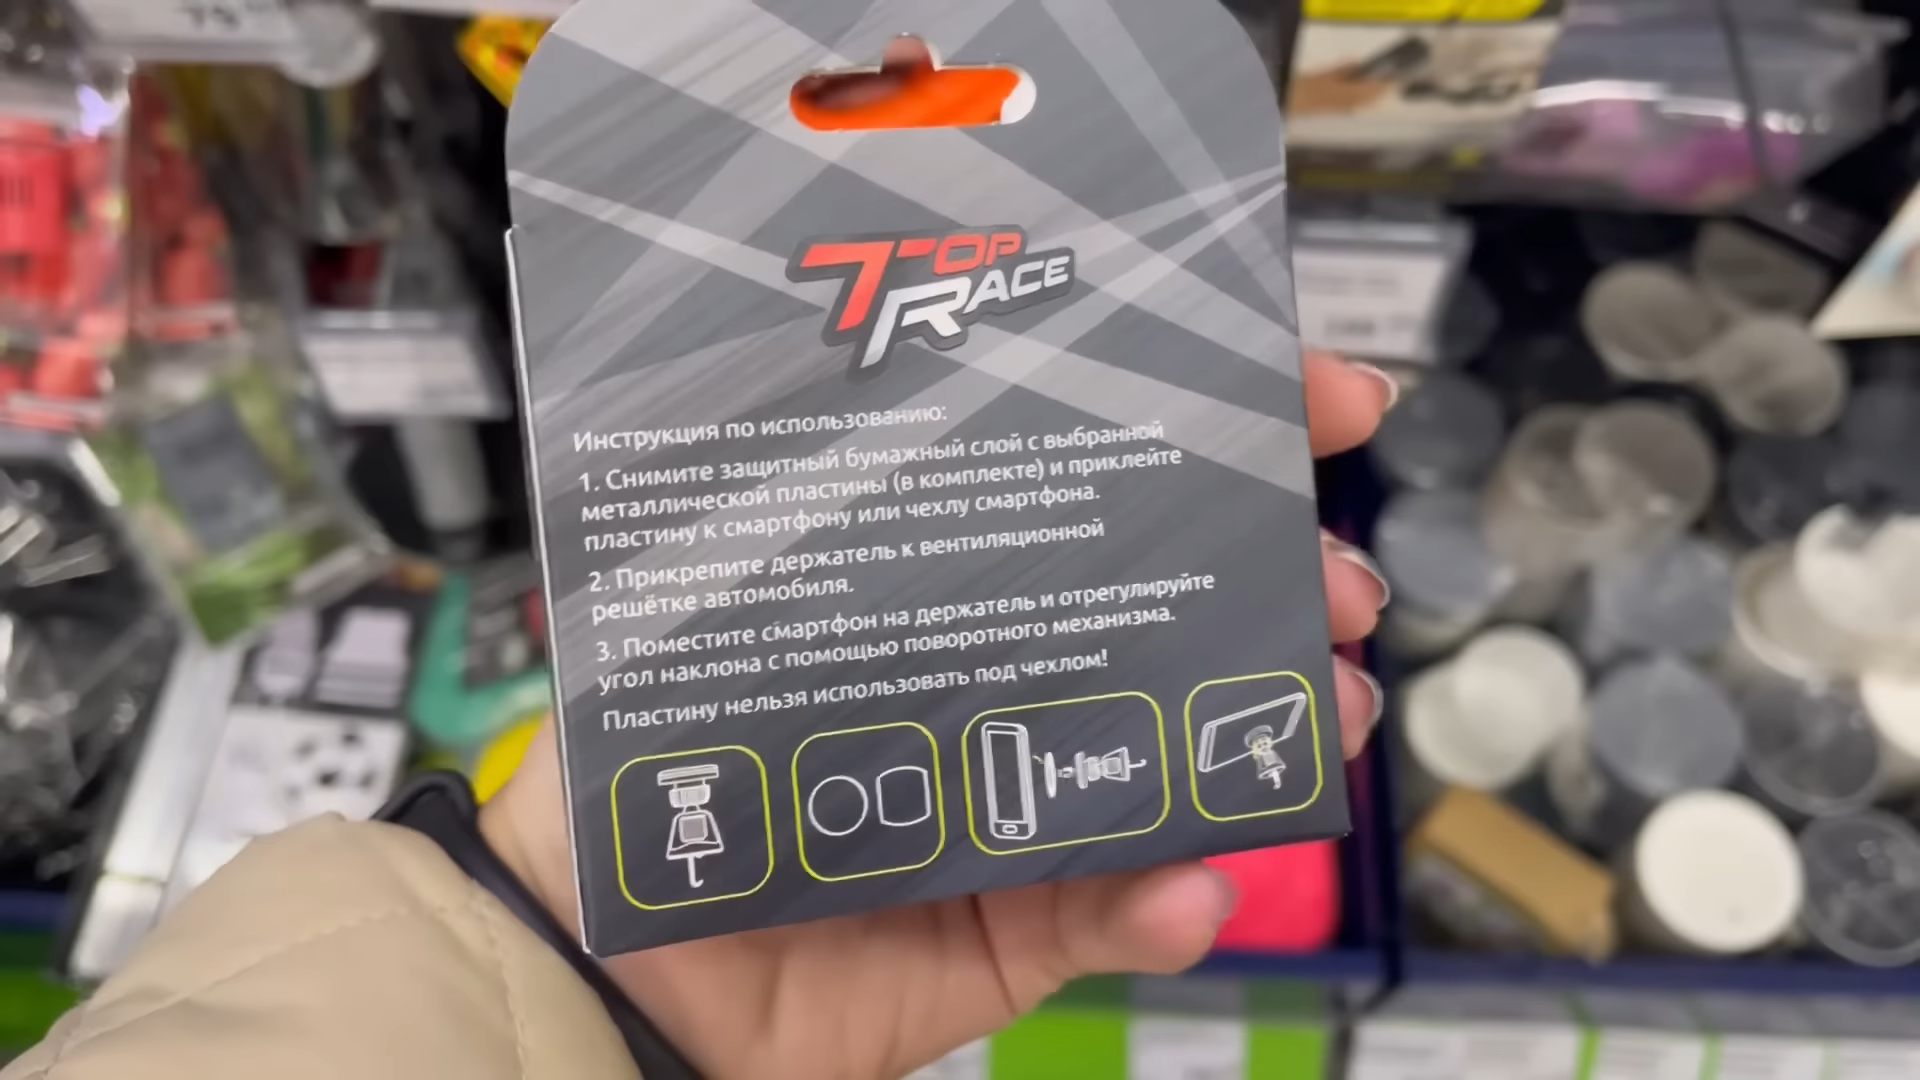 TOP
RACE
Инструкция по использованию:
1. Снимите защитный бумажный слой с выбранной
металлической пластины (в комплекте) и приклейте
пластину к смартфону или чехлу смартфона.
2. Прикрепите держатель к вентиляционной
решётке автомобиля.
3. Поместите смартфон на держатель и отрегулируйте
угол наклона с помощью поворотного механизма.
Пластину нельзя использовать под чехлом!